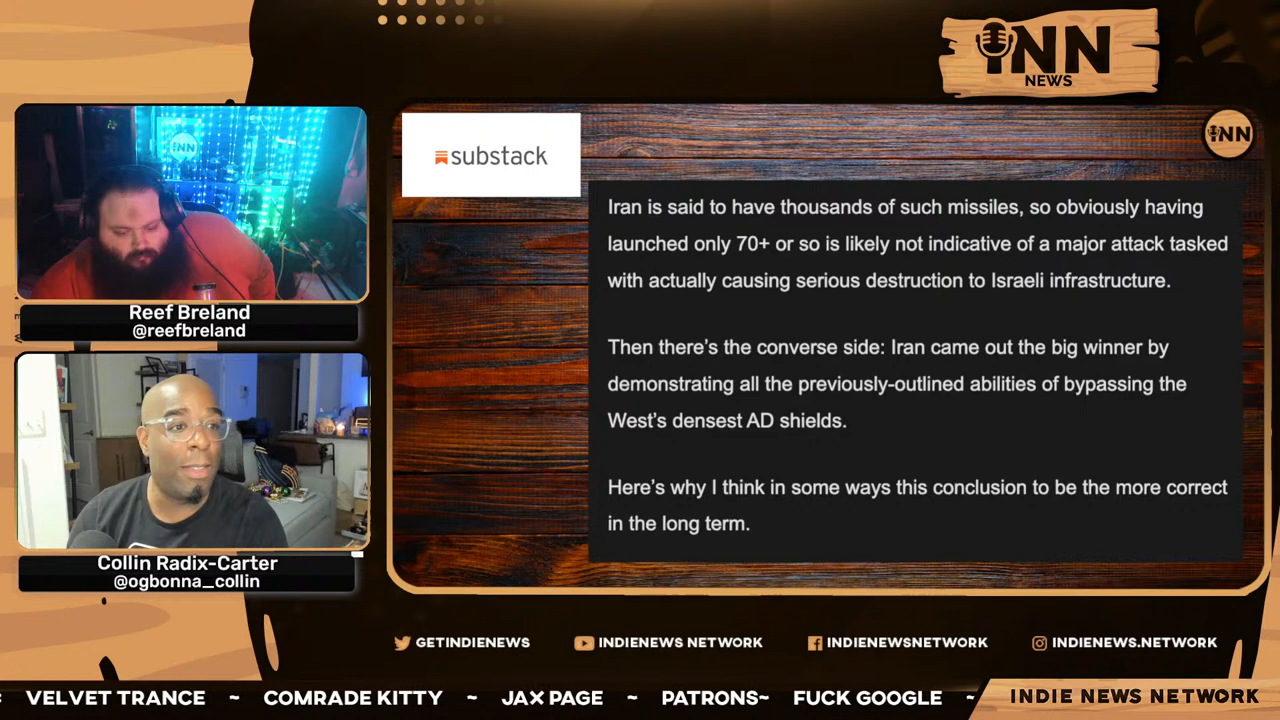 iNN
NEWS
iNN
substack
iNN
Iran is said to have thousands of such missiles, so obviously having
launched only 70+ or so is likely not indicative of a major attack tasked
with actually causing serious destruction to Israeli infrastructure.
Then there's the converse side: Iran came out the big winner by
demonstrating all the previously-outlined abilities of bypassing the
West's densest AD shields.
Here's why I think in some ways this conclusion to be the more correct
in the long term.
Reef Breland
@reefbreland
Collin Radix-Carter
@ogbonna_collin
GETINDIENEWS
INDIENEWS NETWORK
INDIENEWSNETWORK
INDIENEWS.NETWORK
VELVET TRANCE ~ COMRADE KITTY ~ JAX PAGE ~ PATRONS~ FUCK GOOGLE ~
INDIE NEWS NETWORK